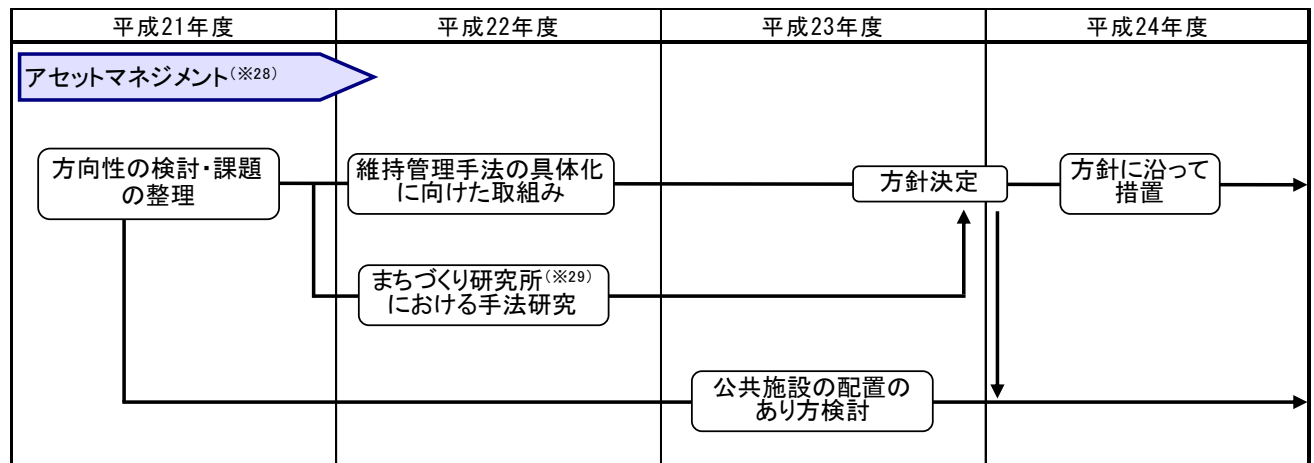 平成21年度
平成22年度
平成23年度
平成24年度
アセットマネジメント(※28)
方向性の検討・課題
の整理
維持管理手法の具体化
に向けた取組み
方針決定
方針に沿って
措置
まちづくり研究所(※29)
における手法研究
公共施設の配置の
あり方検討